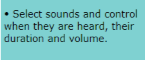 • Select sounds and control
when they are heard, their
duration and volume.